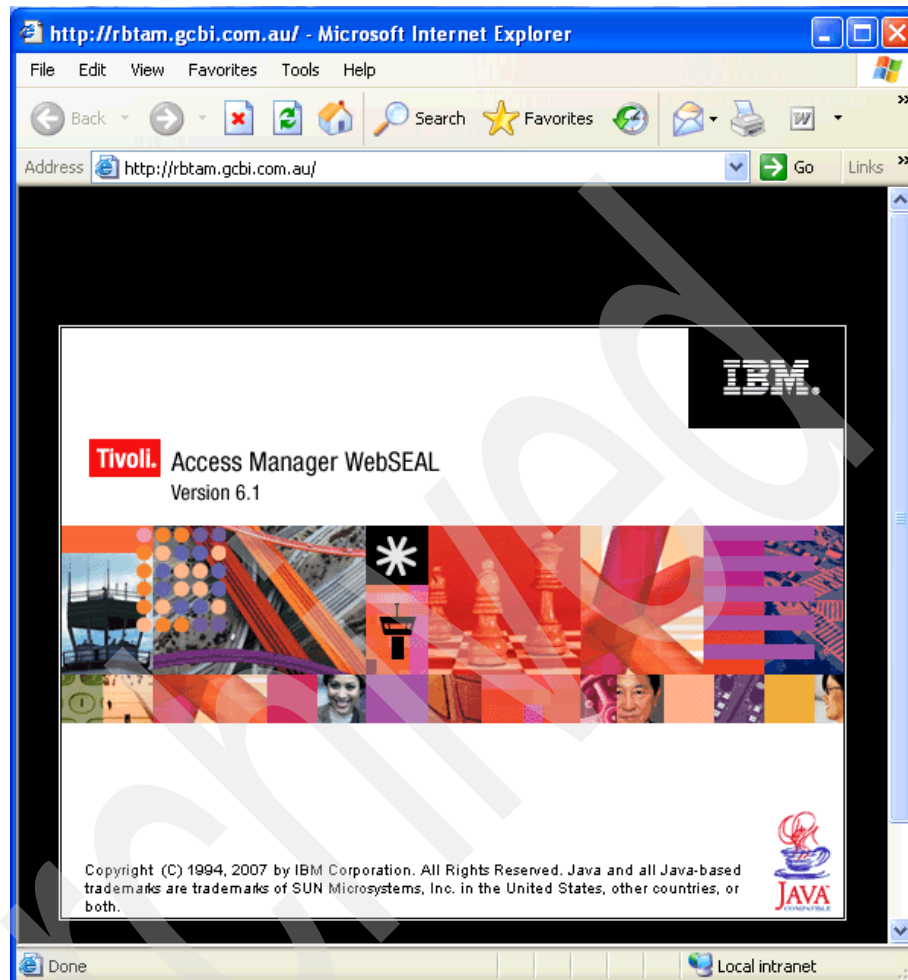 http://rbtam.gcbi.com.au/ - Microsoft Internet Explorer
File Edit View Favorites Tools Help
Back Search Favorites W »
Address http://rbtam.gcbi.com.au/ Go Links »
IBM.
Tivoli. Access Manager WebSEAL
Version 6.1
Copyright (C) 1994, 2007 by IBM Corporation. All Rights Reserved. Java and all Java-based
trademarks are trademarks of SUN Microsystems, Inc. in the United States, other countries, or
both.
JAVA
COMPATIBLE
Done Local intranet